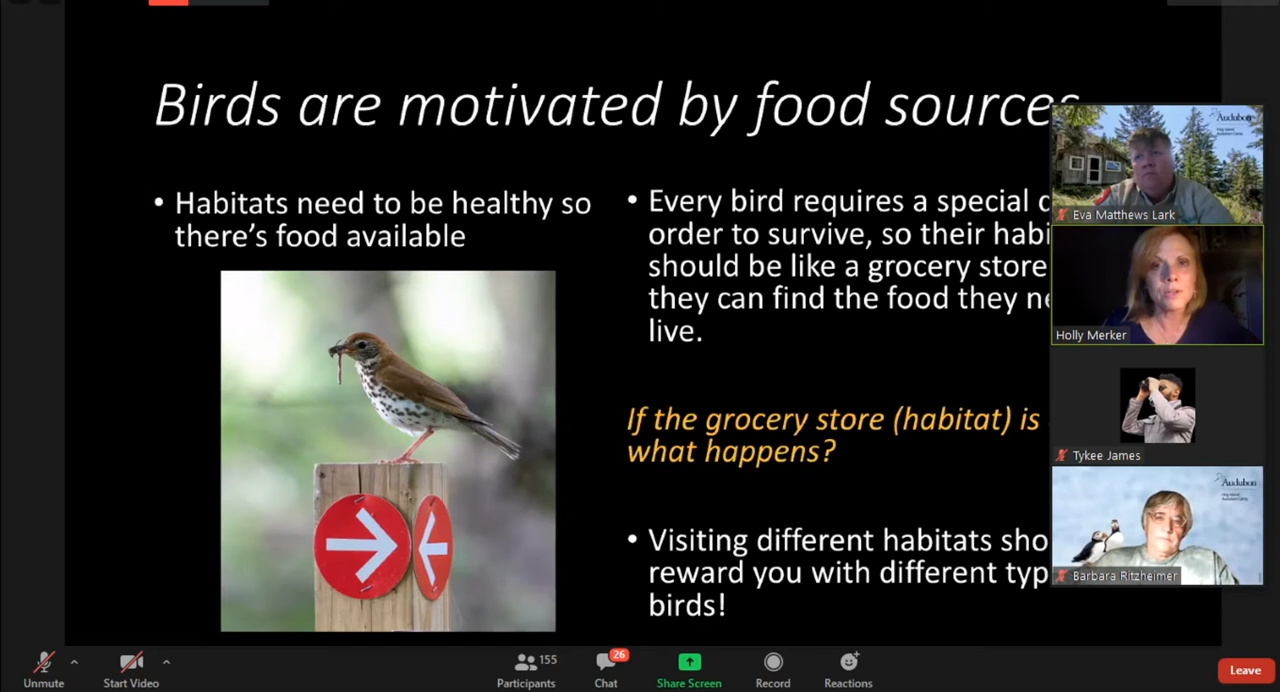 Birds are motivated by food sources
• Habitats need to be healthy so
there's food available
• Every bird requires a special
order to survive, so their
should be like a grocery store
they can find the food they
live.
If the grocery store (habitat) is
what happens?
• Visiting different habitats
reward you with different
birds!
Audubon
Eva Matthews Lark
Holly Merker
Tykee James
Audubon
Barbara Ritzheimer
Unmute
Start Video
155
Participants
26
Chat
Share Screen
Record
Reactions
Leave